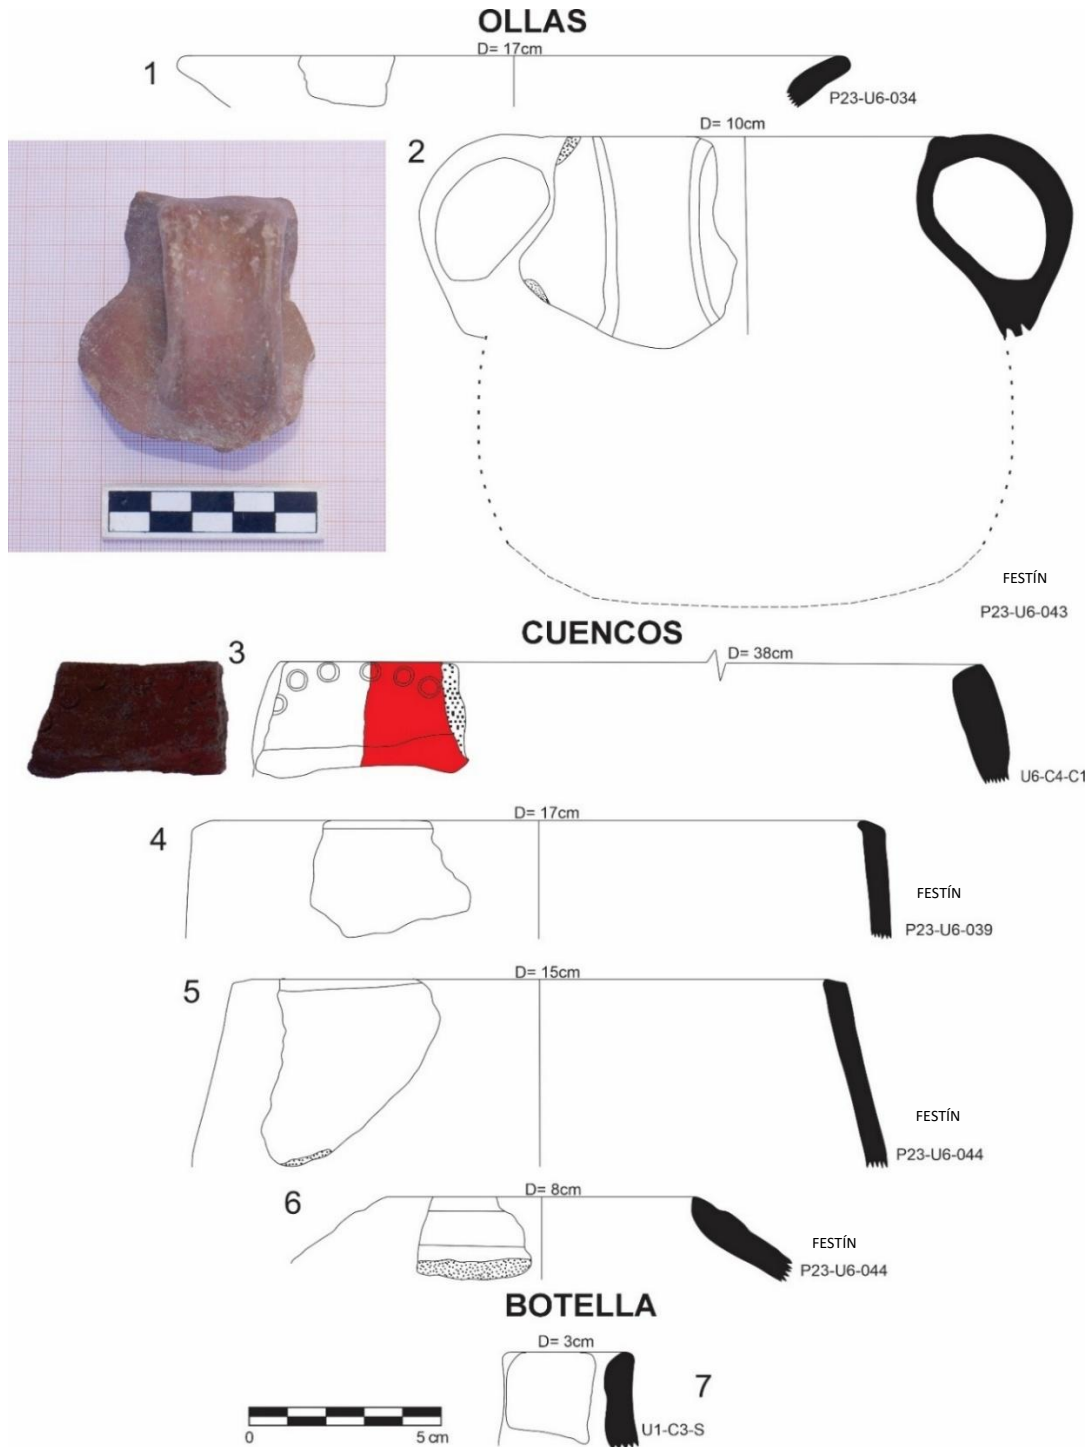 OLLAS
D= 17cm
1
P23-U6-034
D= 10cm
2
FESTÍN
P23-U6-043
CUENCOS
3
D= 38cm
U6-C4-C1
D= 17cm
4
FESTÍN
P23-U6-039
D= 15cm
5
FESTÍN
P23-U6-044
D= 8cm
6
FESTÍN
P23-U6-044
BOTELLA
D= 3cm
7
U1-C3-S
0 5 cm